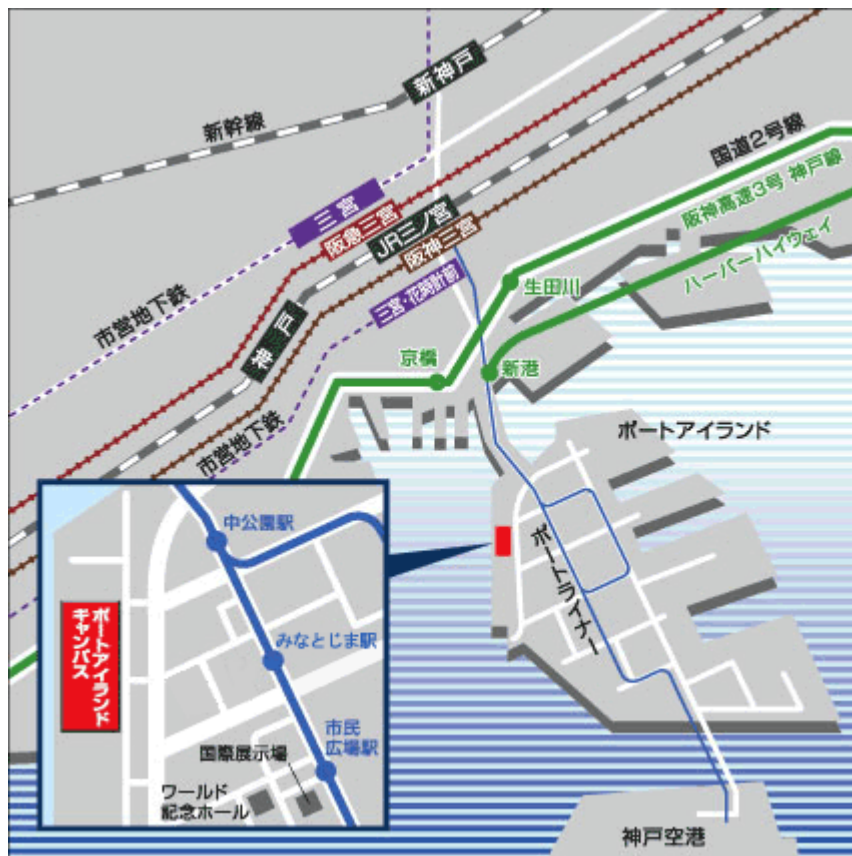 新神戸
新幹線
国道2号線
三宮
阪急三宮
JR三ノ宮
阪神三宮
阪神高速3号 神戸線
ハーバーハイウェイ
三宮・花時計前
生田川
市営地下鉄
神戸
京橋
新港
市営地下鉄
ポートアイランド
ポートライナー
中公園駅
ポートアイランド
キャンパス
みなとじま駅
市民
広場駅
国際展示場
ワールド
記念ホール
神戸空港